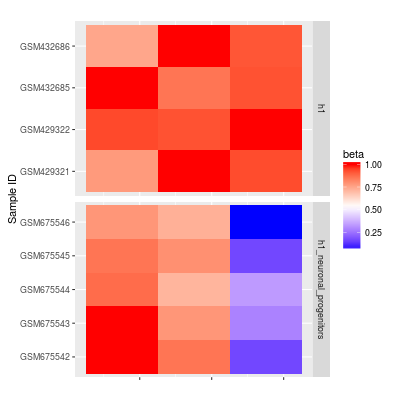 GSM432686
GSM432685
GSM429322
GSM429321
h1
Sample ID
GSM675546
GSM675545
GSM675544
GSM675543
GSM675542
h1_neuronal_progenitors
beta
1.00
0.75
0.50
0.25